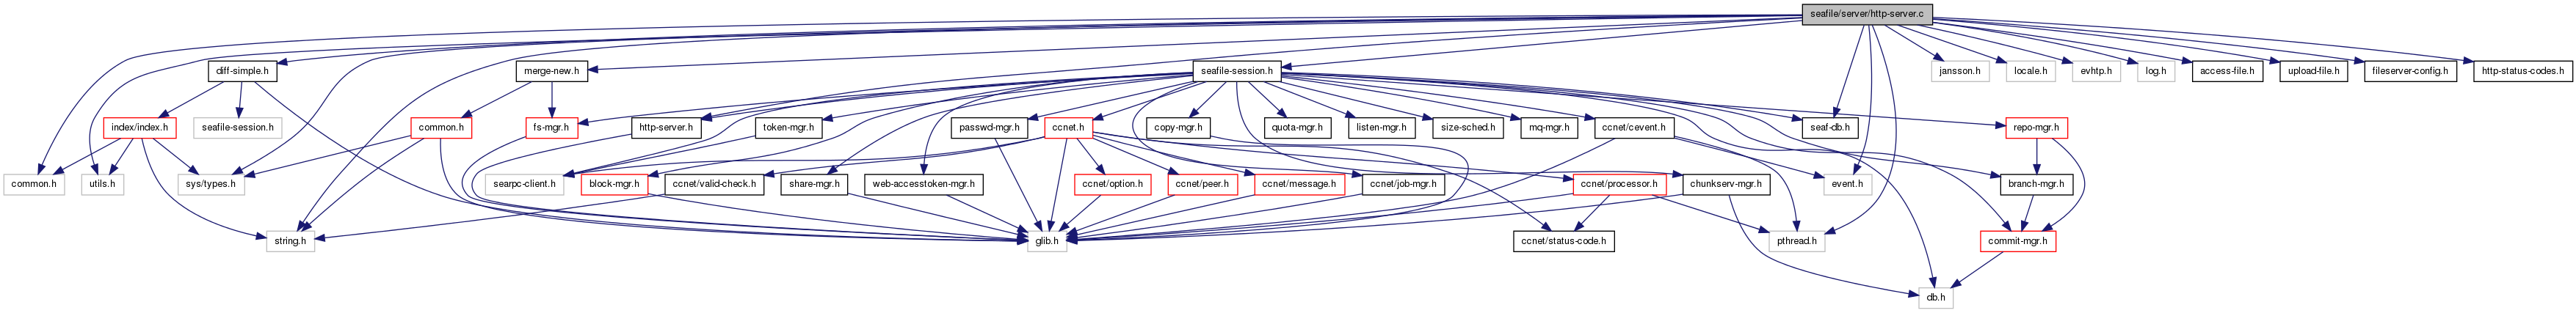 seafile/server/http-server.c
diff-simple.h
merge-new.h
seafile-session.h
jansson.h
locale.h
evhtp.h
log.h
access-file.h
upload-file.h
fileserver-config.h
http-status-codes.h
index/index.h
seafile-session.h
common.h
fs-mgr.h
http-server.h
token-mgr.h
passwd-mgr.h
ccnet.h
copy-mgr.h
quota-mgr.h
listen-mgr.h
size-sched.h
mq-mgr.h
ccnet/cevent.h
seaf-db.h
repo-mgr.h
common.h
utils.h
sys/types.h
searpc-client.h
block-mgr.h
ccnet/valid-check.h
share-mgr.h
web-accesstoken-mgr.h
ccnet/option.h
ccnet/peer.h
ccnet/message.h
ccnet/job-mgr.h
ccnet/processor.h
chunkserv-mgr.h
event.h
branch-mgr.h
string.h
glib.h
ccnet/status-code.h
pthread.h
commit-mgr.h
db.h